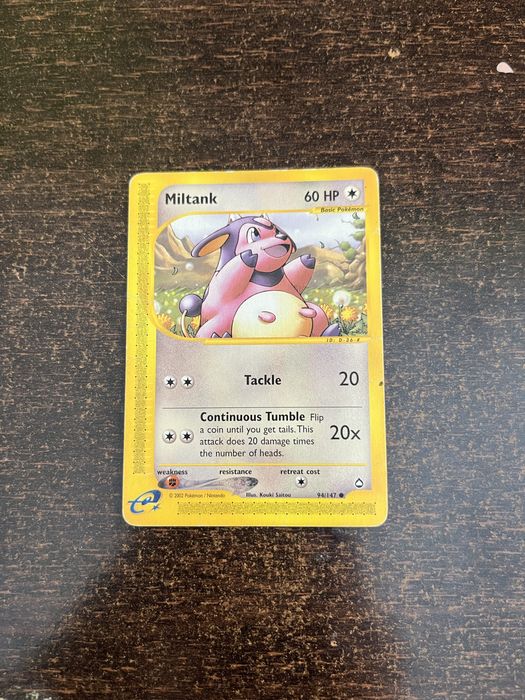 Miltank 60 HP
Basic Pokémon
ID: D-26-#
Tackle 20
Continuous Tumble Flip
a coin until you get tails. This
attack does 20 damage times
the number of heads.
20x
weakness resistance retreat cost
© 2002 Pokémon / Nintendo Illus. Kouki Saitou 94/147
e